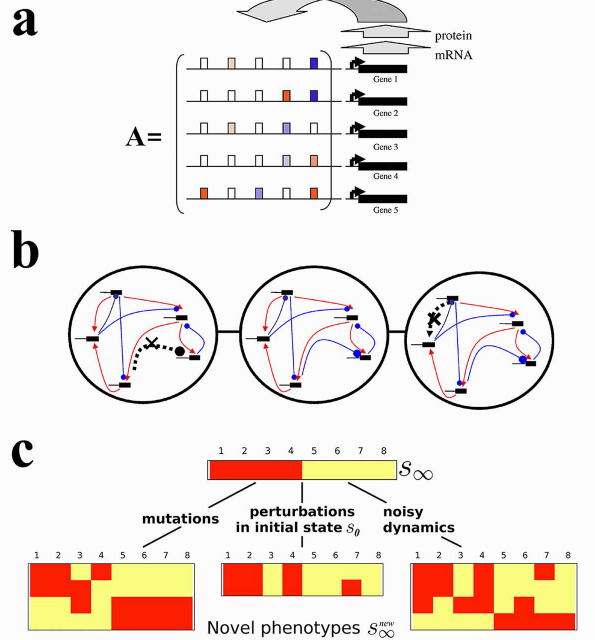 a
protein
mRNA
Gene 1
Gene 2
A=
Gene 3
Gene 4
Gene 5
b
c
1 2 3 4 5 6 7 8
S∞
mutations
perturbations
in initial state s₀
noisy
dynamics
1 2 3 4 5 6 7 8
1 2 3 4 5 6 7 8
1 2 3 4 5 6 7 8
Novel phenotypes s∞ⁿᵉʷ